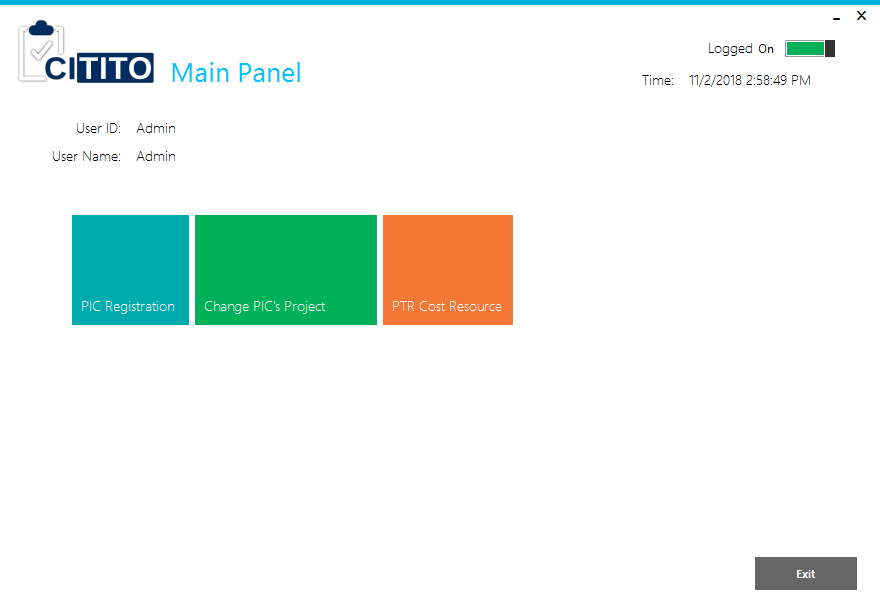 CITITO
Main Panel
Logged On
Time: 11/2/2018 2:58:49 PM
User ID: Admin
User Name: Admin
PIC Registration
Change PIC's Project
PTR Cost Resource
Exit